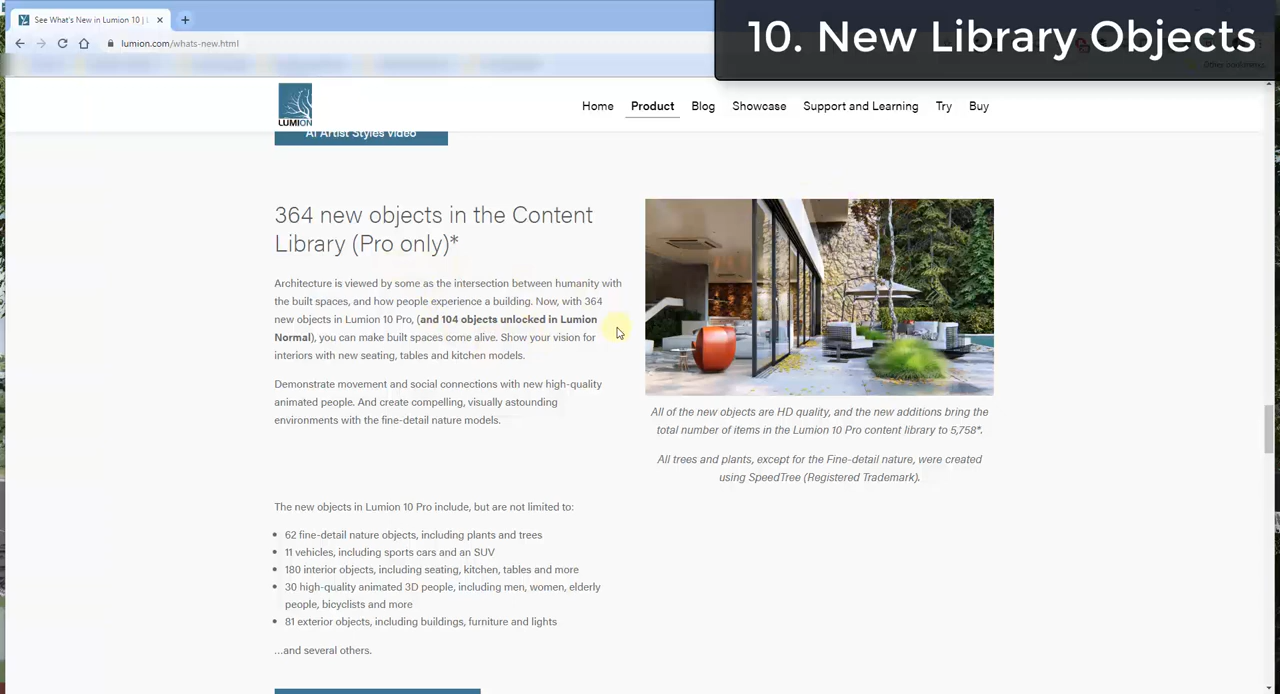 See What's New in Lumion 10 | L
10. New Library Objects
lumion.com/whats-new.html
LUMION
Home
Product
Blog
Showcase
Support and Learning
Try
Buy
AI Artist Styles video
364 new objects in the Content
Library (Pro only)*
Architecture is viewed by some as the intersection between humanity with
the built spaces, and how people experience a building. Now, with 364
new objects in Lumion 10 Pro, (and 104 objects unlocked in Lumion
Normal), you can make built spaces come alive. Show your vision for
interiors with new seating, tables and kitchen models.
Demonstrate movement and social connections with new high-quality
animated people. And create compelling, visually astounding
environments with the fine-detail nature models.
All of the new objects are HD quality, and the new additions bring the
total number of items in the Lumion 10 Pro content library to 5,758*.
All trees and plants, except for the Fine-detail nature, were created
using SpeedTree (Registered Trademark).
The new objects in Lumion 10 Pro include, but are not limited to:
62 fine-detail nature objects, including plants and trees
11 vehicles, including sports cars and an SUV
180 interior objects, including seating, kitchen, tables and more
30 high-quality animated 3D people, including men, women, elderly
people, bicyclists and more
81 exterior objects, including buildings, furniture and lights
...and several others.